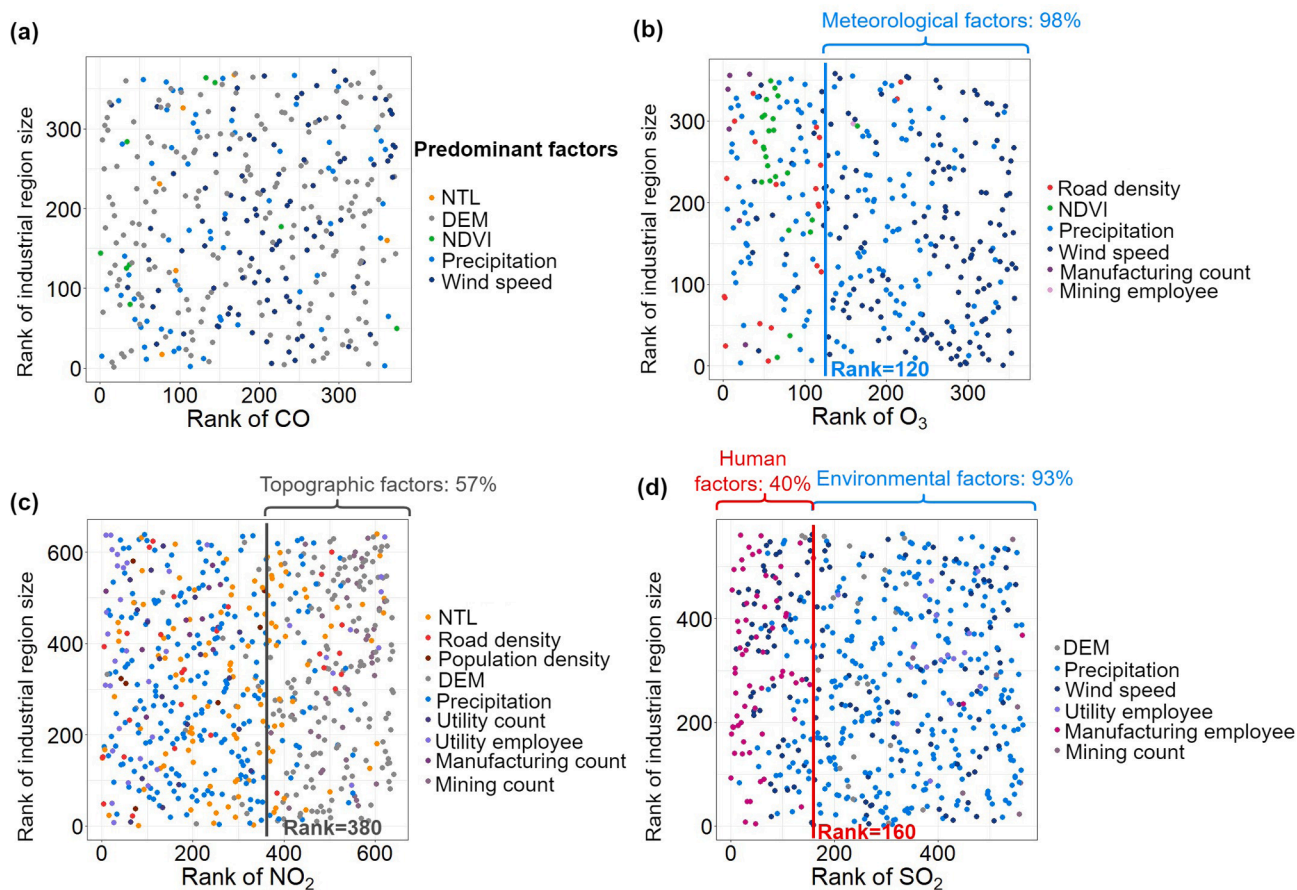 (a)
Rank of industrial region size
300
200
100
0
0 100 200 300
Rank of CO
Predominant factors
NTL
DEM
NDVI
Precipitation
Wind speed
(b)
Meteorological factors: 98%
Rank of industrial region size
300
200
100
0
Rank=120
0 100 200 300
Rank of O₃
Road density
NDVI
Precipitation
Wind speed
Manufacturing count
Mining employee
(c)
Topographic factors: 57%
Rank of industrial region size
600
400
200
0
Rank=380
0 200 400 600
Rank of NO₂
NTL
Road density
Population density
DEM
Precipitation
Utility count
Utility employee
Manufacturing count
Mining count
(d)
Human
factors: 40%
Environmental factors: 93%
Rank of industrial region size
400
200
0
Rank=160
0 200 400
Rank of SO₂
DEM
Precipitation
Wind speed
Utility employee
Manufacturing employee
Mining count